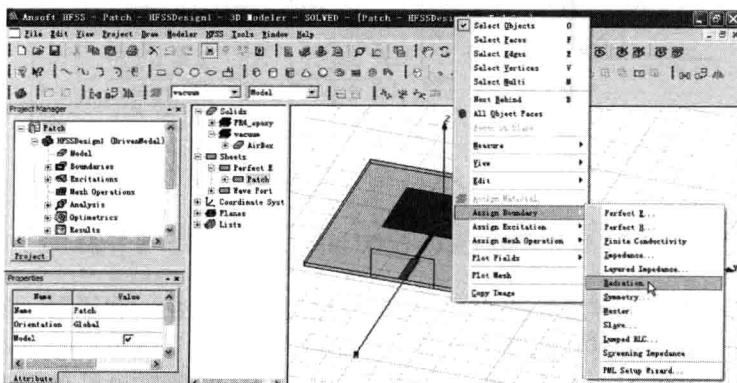 Ansoft HFSS - Patch - HFSSDesign1 - 3D Modeler - SOLVED - [Patch - HFSSDes
File Edit View Project Draw Modeler HFSS Tools Window Help
vacuum
Model
Project Manager
Patch
HFSSDesign1 (DrivenModal)
Model
Boundaries
Excitations
Mesh Operations
Analysis
Optimetrics
Results
Project
Properties
Name Value
Name Patch
Orientation Global
Model
Attribute
Solids
FR4_epoxy
vacuum
AirBox
Sheets
Perfect E
Patch
Wave Port
Coordinate Syst
Planes
Lists
Z
Select Objects O
Select Faces F
Select Edges E
Select Vertices V
Select Multi M
Next Behind B
All Object Faces
Measure
View
Edit
Assign Material
Assign Boundary
Assign Excitation
Assign Mesh Operation
Plot Fields
Plot Mesh
Copy Image
Perfect E...
Perfect H...
Finite Conductivity
Impedance...
Layered Impedance...
Radiation...
Symmetry...
Master...
Slave...
Lumped RLC...
Screening Impedance
PML Setup Wizard...